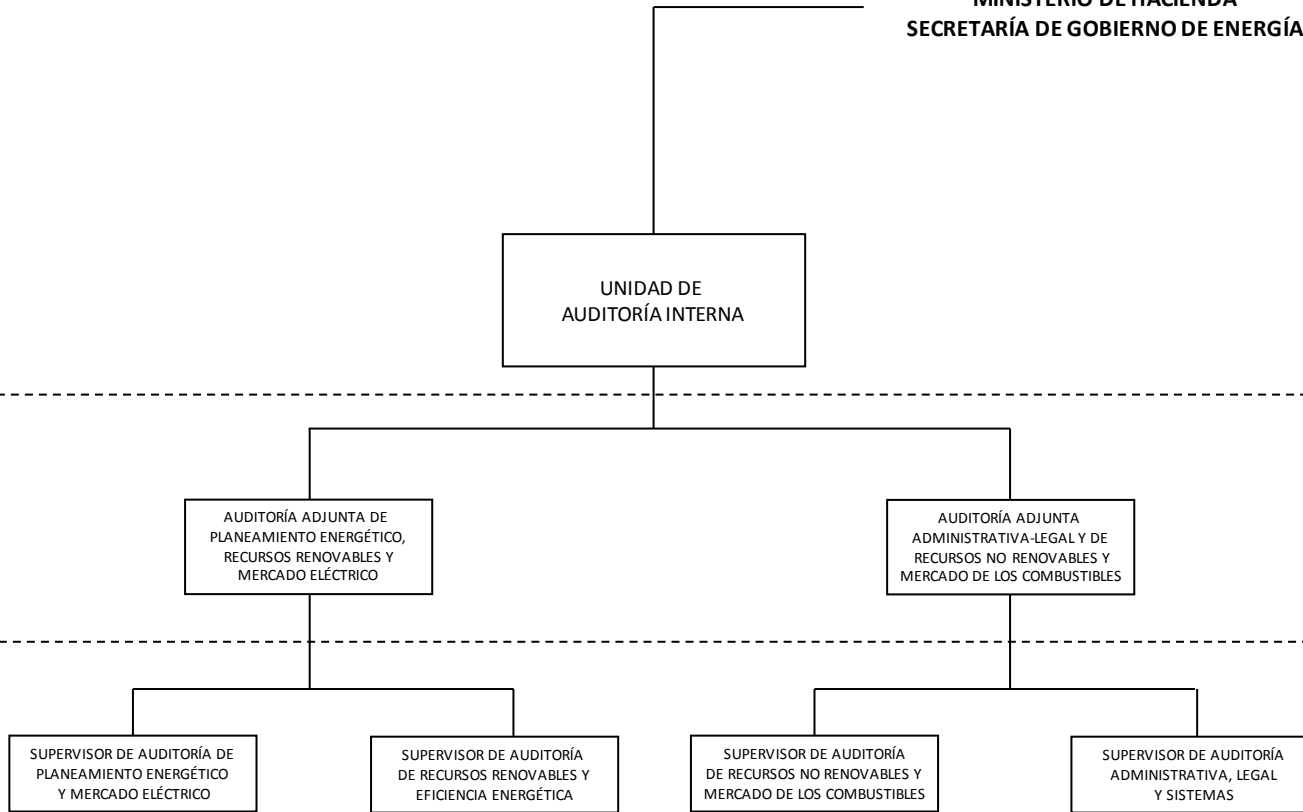 MINISTERIO DE HACIENDA
SECRETARÍA DE GOBIERNO DE ENERGÍA
UNIDAD DE
AUDITORÍA INTERNA
AUDITORÍA ADJUNTA DE
PLANEAMIENTO ENERGÉTICO,
RECURSOS RENOVABLES Y
MERCADO ELÉCTRICO
AUDITORÍA ADJUNTA
ADMINISTRATIVA-LEGAL Y DE
RECURSOS NO RENOVABLES Y
MERCADO DE LOS COMBUSTIBLES
SUPERVISOR DE AUDITORÍA DE
PLANEAMIENTO ENERGÉTICO
Y MERCADO ELÉCTRICO
SUPERVISOR DE AUDITORÍA
DE RECURSOS RENOVABLES Y
EFICIENCIA ENERGÉTICA
SUPERVISOR DE AUDITORÍA
DE RECURSOS NO RENOVABLES Y
MERCADO DE LOS COMBUSTIBLES
SUPERVISOR DE AUDITORÍA
ADMINISTRATIVA, LEGAL
Y SISTEMAS